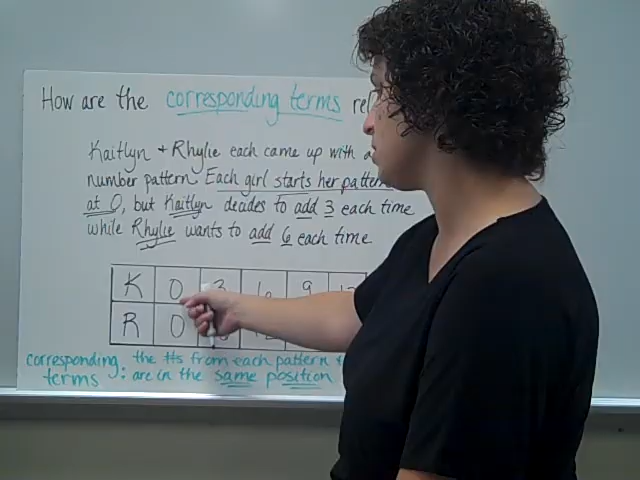 How are the corresponding terms rel
Kaitlyn + Rhylie each came up with a
number pattern. Each girl starts her pattern
at 0, but Kaitlyn decides to add 3 each time
while Rhylie wants to add 6 each time
K 0 3 6 9 12
R 0
corresponding the #s from each pattern
terms: are in the same position